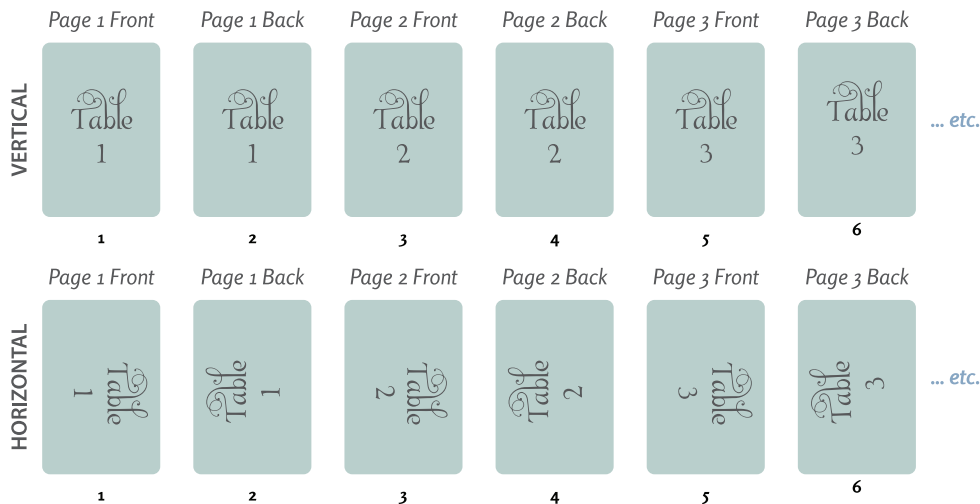 Page 1 Front Page 1 Back Page 2 Front Page 2 Back Page 3 Front Page 3 Back
VERTICAL
Table Table Table Table Table Table
1 1 2 2 3 3
... etc.
1 2 3 4 5 6
Page 1 Front Page 1 Back Page 2 Front Page 2 Back Page 3 Front Page 3 Back
HORIZONTAL
Table Table Table Table Table Table
1 1 2 2 3 3
... etc.
1 2 3 4 5 6